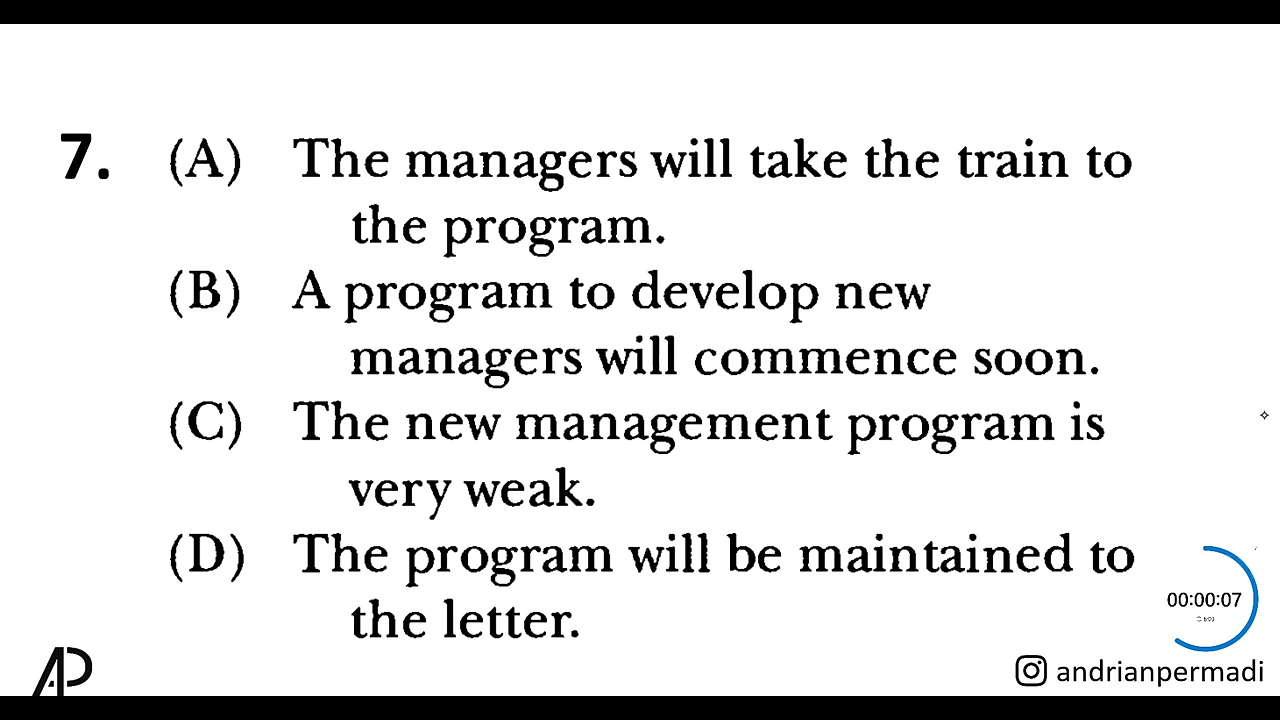 7. (A) The managers will take the train to
the program.
(B) A program to develop new
managers will commence soon.
(C) The new management program is
very weak.
(D) The program will be maintained to
the letter.
00:00:07
AP
andrianpermadi